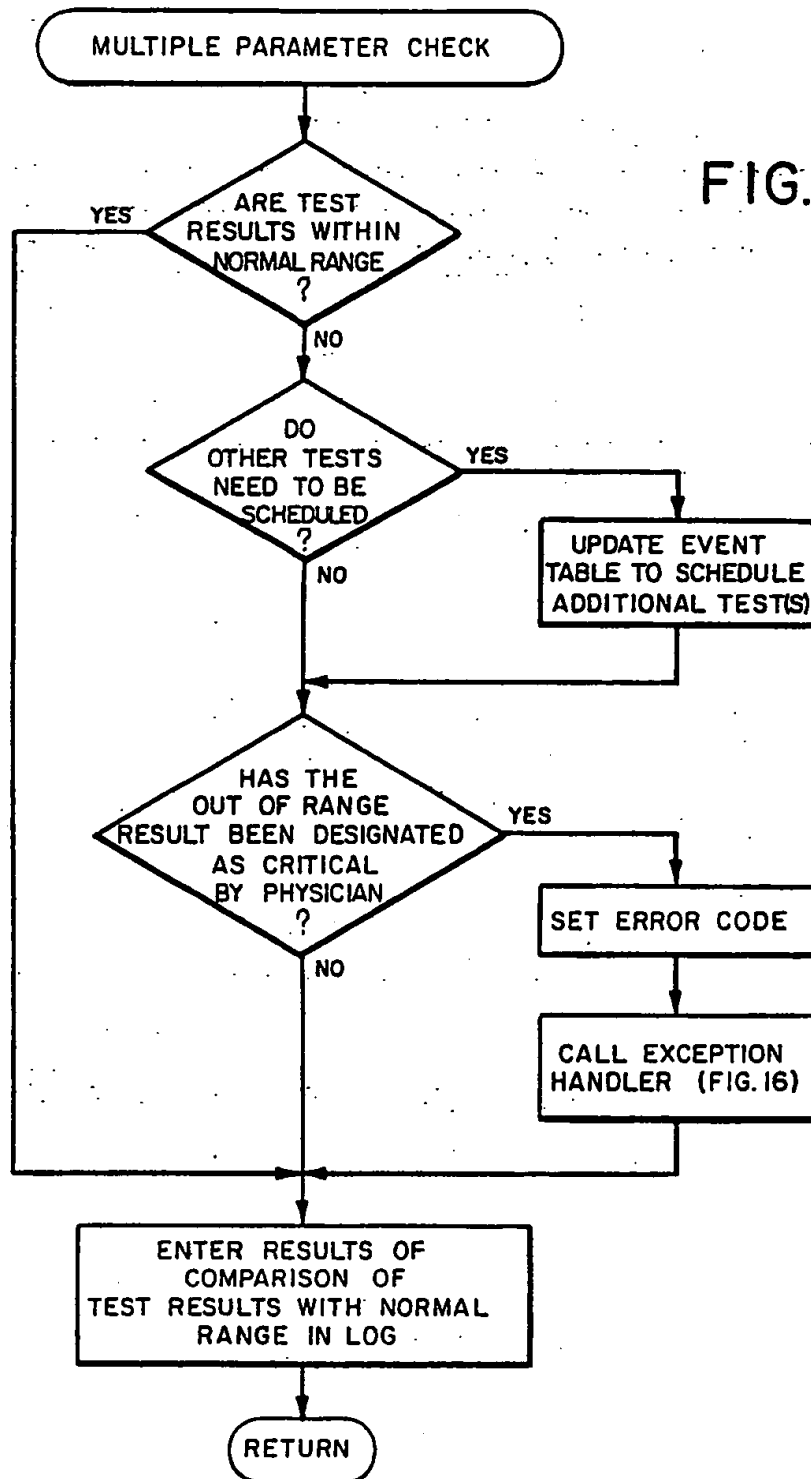 MULTIPLE PARAMETER CHECK
FIG.
YES
ARE TEST
RESULTS WITHIN
NORMAL RANGE
?
NO
DO
OTHER TESTS
NEED TO BE
SCHEDULED
?
YES
NO
UPDATE EVENT
TABLE TO SCHEDULE
ADDITIONAL TEST(S)
HAS THE
OUT OF RANGE
RESULT BEEN DESIGNATED
AS CRITICAL
BY PHYSICIAN
?
YES
NO
SET ERROR CODE
CALL EXCEPTION
HANDLER (FIG. 16)
ENTER RESULTS OF
COMPARISON OF
TEST RESULTS WITH NORMAL
RANGE IN LOG
RETURN